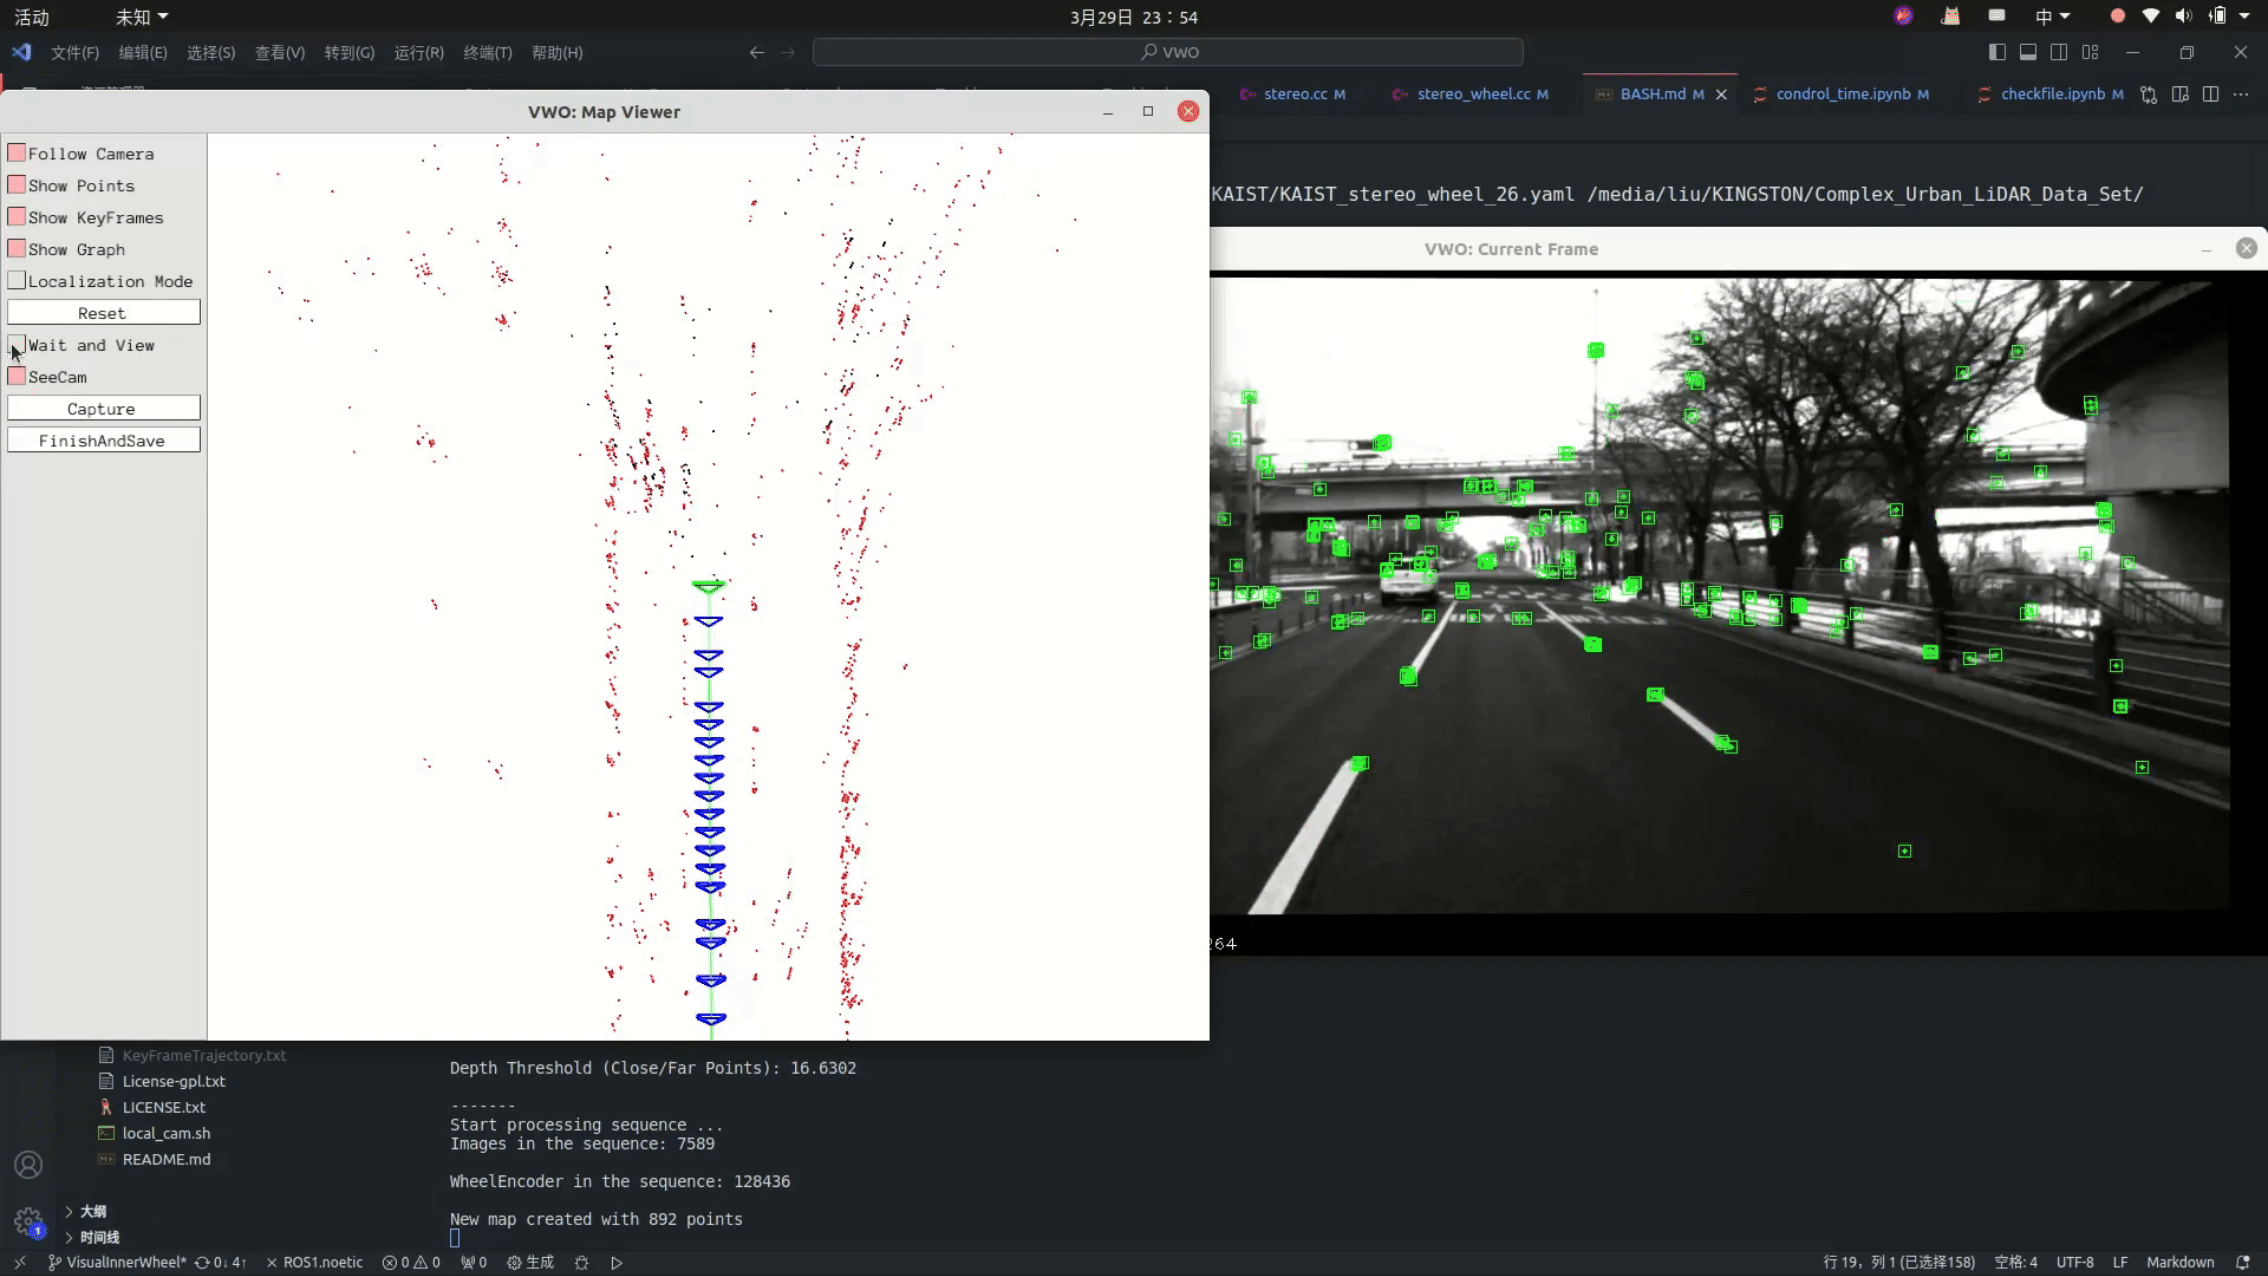 活动
未知
3月29日 23：54
中
文件(F) 编辑(E) 选择(S) 查看(V) 转到(G) 运行(R) 终端(T) 帮助(H)
VWO
stereo.cc M
stereo_wheel.cc M
BASH.md M
condrol_time.ipynb M
checkfile.ipynb M
VWO: Map Viewer
Follow Camera
Show Points
Show KeyFrames
Show Graph
Localization Mode
Reset
Wait and View
SeeCam
Capture
FinishAndSave
KAIST/KAIST_stereo_wheel_26.yaml /media/liu/KINGSTON/Complex_Urban_LiDAR_Data_Set/
VWO: Current Frame
264
KeyFrameTrajectory.txt
License-gpl.txt
LICENSE.txt
local_cam.sh
README.md
大纲
时间线
Depth Threshold (Close/Far Points): 16.6302
-------
Start processing sequence ...
Images in the sequence: 7589
WheelEncoder in the sequence: 128436
New map created with 892 points
1
VisualInnerWheel* 0↓ 4↑ ROS1.noetic 0 0 0 生成
行 19，列 1 (已选择158) 空格: 4 UTF-8 LF Markdown